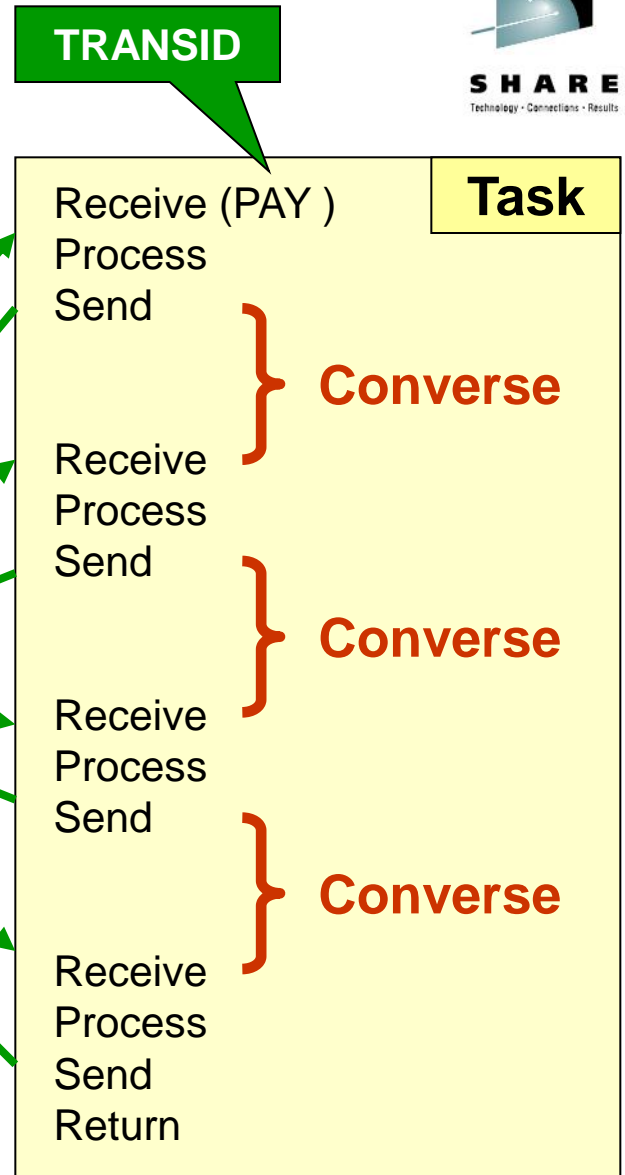 TRANSID
SHARE
Technology · Connections · Results
Task
Receive (PAY )
Process
Send
Converse
Receive
Process
Send
Converse
Receive
Process
Send
Converse
Receive
Process
Send
Return